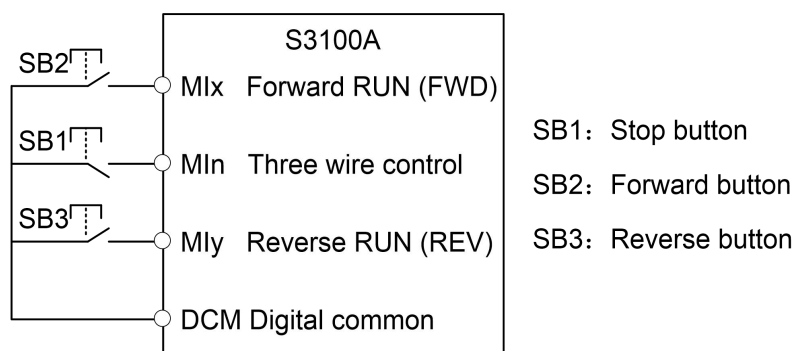 S3100A
SB2
MIx Forward RUN (FWD)
SB1
MIn Three wire control
SB3
MIy Reverse RUN (REV)
DCM Digital common
SB1： Stop button
SB2： Forward button
SB3： Reverse button